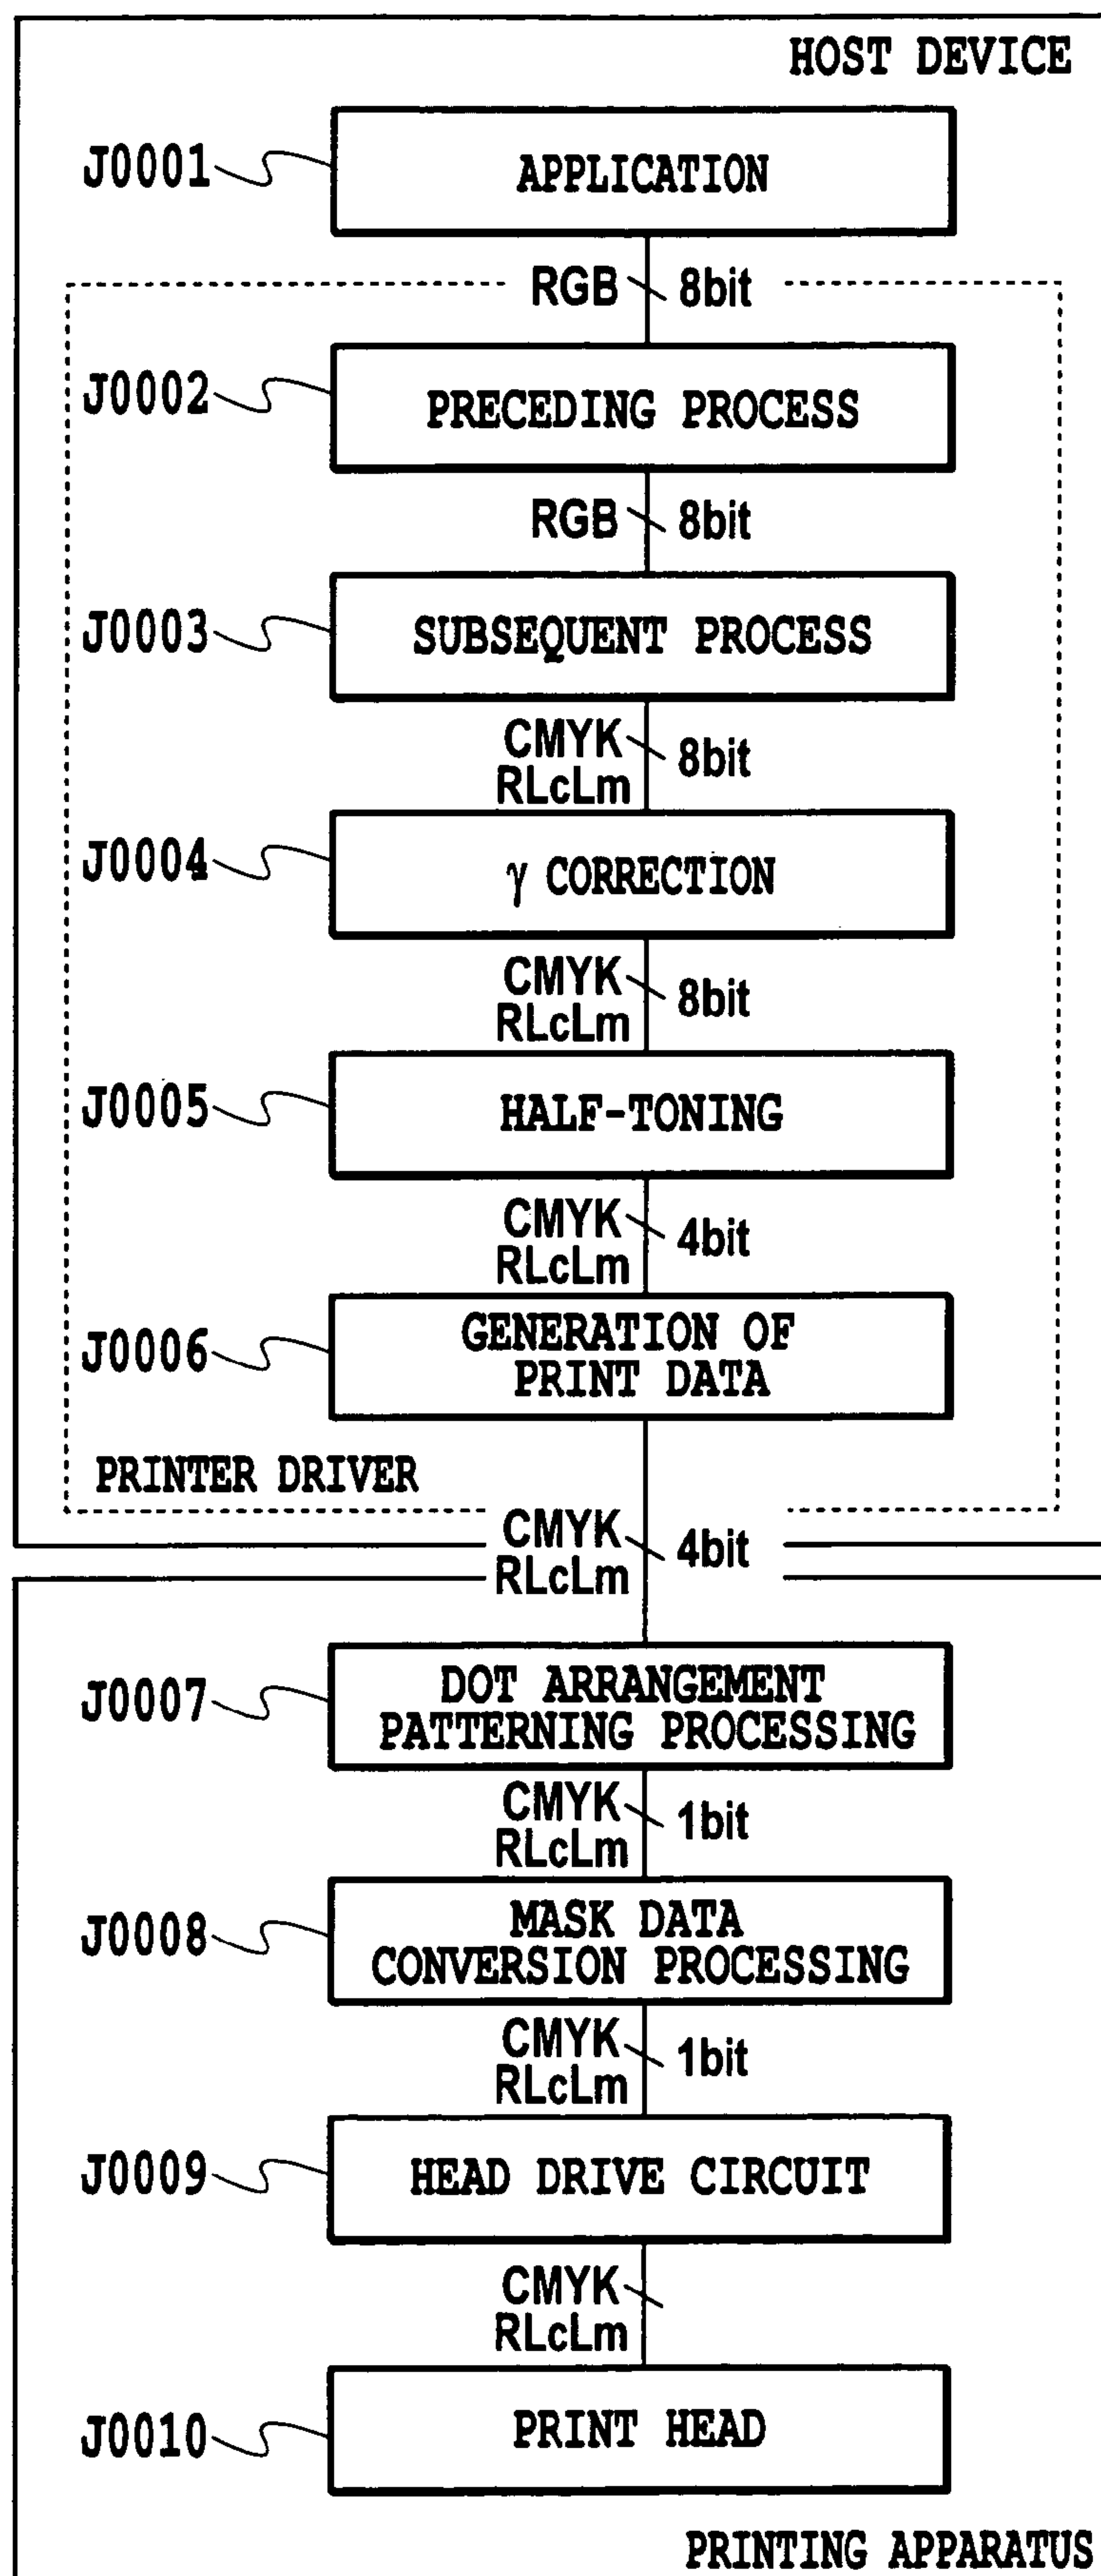 HOST DEVICE
J0001
APPLICATION
RGB 8bit
J0002
PRECEDING PROCESS
RGB 8bit
J0003
SUBSEQUENT PROCESS
CMYK
RLcLm
8bit
J0004
γ CORRECTION
CMYK
RLcLm
8bit
J0005
HALF-TONING
CMYK
RLcLm
4bit
J0006
GENERATION OF
PRINT DATA
PRINTER DRIVER
CMYK
RLcLm
4bit
J0007
DOT ARRANGEMENT
PATTERNING PROCESSING
CMYK
RLcLm
1bit
J0008
MASK DATA
CONVERSION PROCESSING
CMYK
RLcLm
1bit
J0009
HEAD DRIVE CIRCUIT
CMYK
RLcLm
J0010
PRINT HEAD
PRINTING APPARATUS